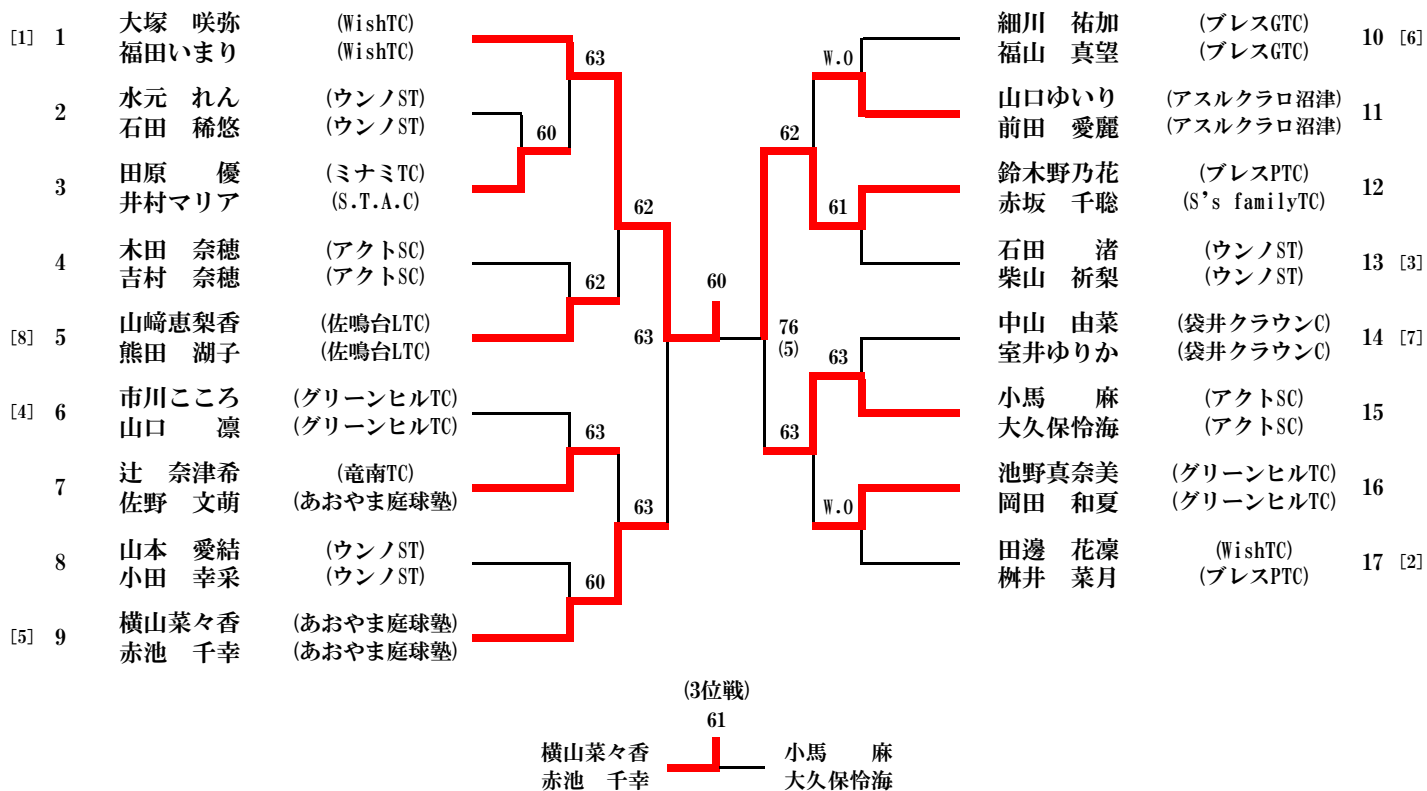 [1] 1 大塚 咲弥 (WishTC)
福田いまり (WishTC)
63
2 水元 れん (ウンノST)
石田 稀悠 (ウンノST)
60
3 田原 優 (ミナミTC)
井村マリア (S.T.A.C)
62
4 木田 奈穂 (アクトSC)
吉村 奈穂 (アクトSC)
62
[8] 5 山﨑恵梨香 (佐鳴台LTC)
熊田 湖子 (佐鳴台LTC)
63
[4] 6 市川こころ (グリーンヒルTC)
山口 凛 (グリーンヒルTC)
63
7 辻 奈津希 (竜南TC)
佐野 文萌 (あおやま庭球塾)
63
8 山本 愛結 (ウンノST)
小田 幸采 (ウンノST)
60
[5] 9 横山菜々香 (あおやま庭球塾)
赤池 千幸 (あおやま庭球塾)
60
細川 祐加 (ブレスGTC) 10 [6]
福山 真望 (ブレスGTC)
W.O
山口ゆいり (アスルクラロ沼津) 11
前田 愛麗 (アスルクラロ沼津)
62
鈴木野乃花 (ブレスPTC) 12
赤坂 千聡 (S's familyTC)
61
石田 渚 (ウンノST) 13 [3]
柴山 祈梨 (ウンノST)
76
(5)
中山 由菜 (袋井クラウンC) 14 [7]
室井ゆりか (袋井クラウンC)
63
小馬 麻 (アクトSC) 15
大久保怜海 (アクトSC)
63
池野真奈美 (グリーンヒルTC) 16
岡田 和夏 (グリーンヒルTC)
W.O
田邊 花凜 (WishTC) 17 [2]
桝井 菜月 (ブレスPTC)
(3位戦)
61
横山菜々香 小馬 麻
赤池 千幸 大久保怜海